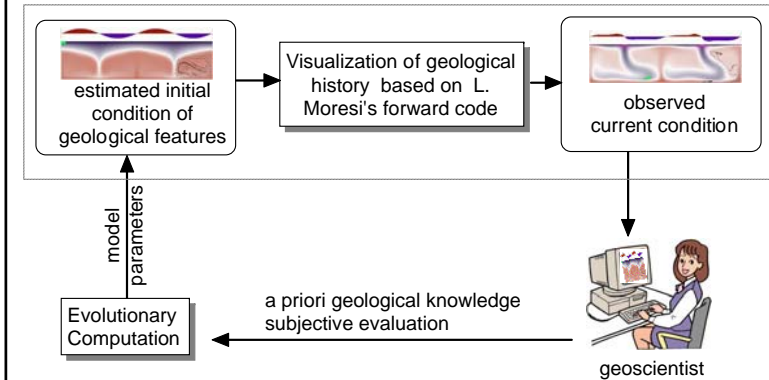 estimated initial
condition of
geological features
Visualization of geological
history based on L.
Moresi's forward code
observed
current condition
model
parameters
Evolutionary
Computation
a priori geological knowledge
subjective evaluation
geoscientist